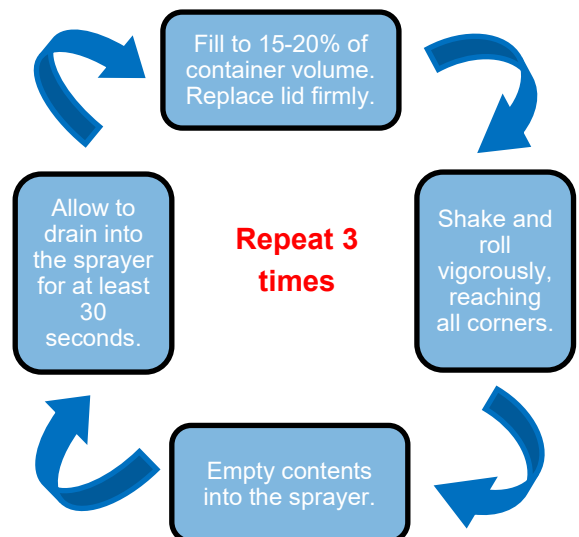 Fill to 15-20% of
container volume.
Replace lid firmly.
Shake and
roll
vigorously,
reaching
all corners.
Empty contents
into the sprayer.
Allow to
drain into
the sprayer
for at least
30
seconds.
Repeat 3
times